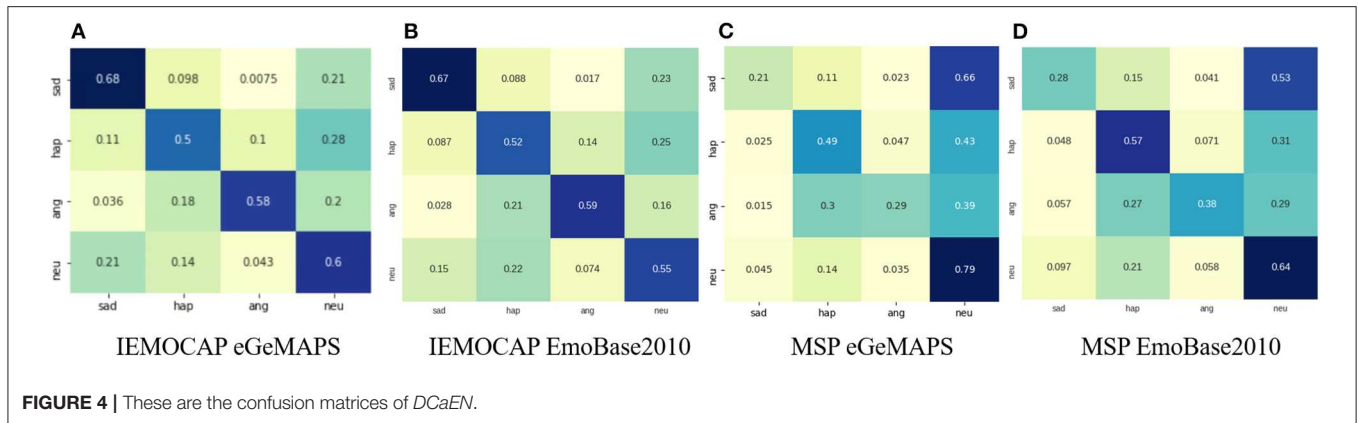 A
sad 0.68 0.098 0.0075 0.21
hap 0.11 0.5 0.1 0.28
ang 0.036 0.18 0.58 0.2
neu 0.21 0.14 0.043 0.6
sad hap ang neu
IEMOCAP eGeMAPS
B
sad 0.67 0.088 0.017 0.23
hap 0.087 0.52 0.14 0.25
ang 0.028 0.21 0.59 0.16
neu 0.15 0.22 0.074 0.55
sad hap ang neu
IEMOCAP EmoBase2010
C
sad 0.21 0.11 0.023 0.66
hap 0.025 0.49 0.047 0.43
ang 0.015 0.3 0.29 0.39
neu 0.045 0.14 0.035 0.79
sad hap ang neu
MSP eGeMAPS
D
sad 0.28 0.15 0.041 0.53
hap 0.048 0.57 0.071 0.31
ang 0.057 0.27 0.38 0.29
neu 0.097 0.21 0.058 0.64
sad hap ang neu
MSP EmoBase2010
FIGURE 4 | These are the confusion matrices of DCaEN.